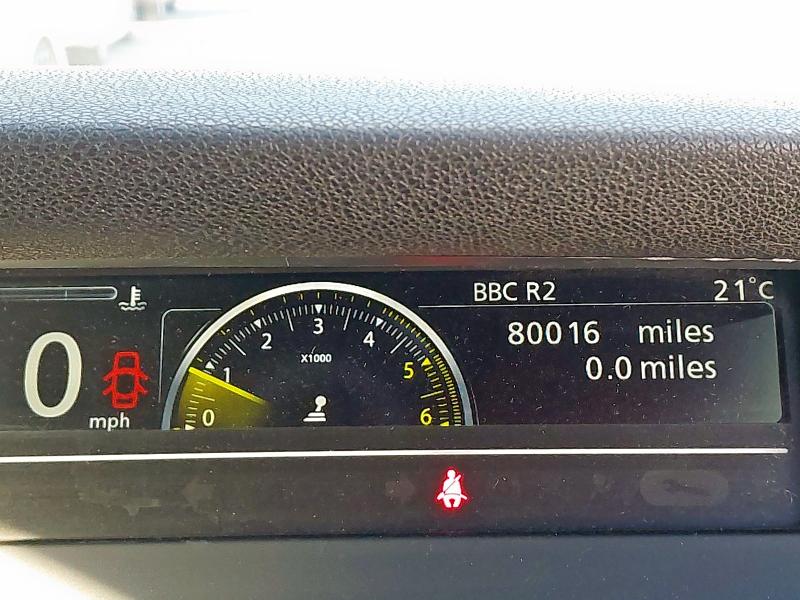 BBC R2 21°C
80016 miles
0.0 miles
0 mph
0 1 2 3 4 5 6
X1000